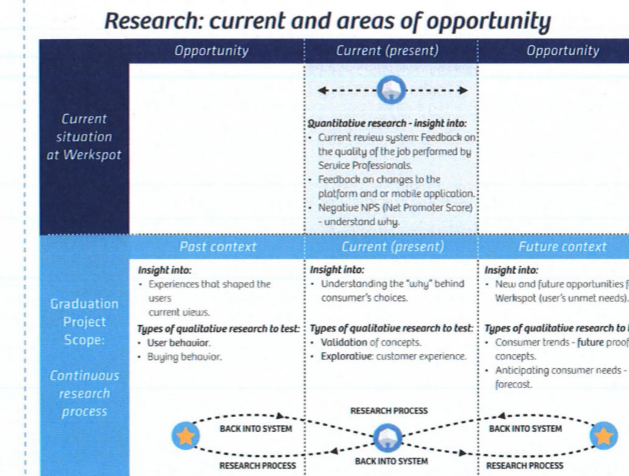 Research: current and areas of opportunity
Opportunity
Current (present)
Opportunity
Current
situation
at Werkspot
Quantitative research - insight into:
• Current review system: Feedback on
the quality of the job performed by
Service Professionals.
• Feedback on changes to the
platform and or mobile application.
• Negative NPS (Net Promoter Score)
- understand why.
Past context
Current (present)
Future context
Graduation
Project
Scope:
Continuous
research
process
Insight into:
• Experiences that shaped the
users
current views.
Types of qualitative research to test:
• User behavior.
• Buying behavior.
Insight into:
• Understanding the "why" behind
consumer's choices.
Types of qualitative research to test:
• Validation of concepts.
• Explorative: customer experience.
Insight into:
• New and future opportunities f
Werkspot (user's unmet needs).
Types of qualitative research to
• Consumer trends - future proof
concepts.
• Anticipating consumer needs -
forecast.
RESEARCH PROCESS
BACK INTO SYSTEM
BACK INTO SYSTEM
RESEARCH PROCESS
BACK INTO SYSTEM
RESEARCH PROCESS